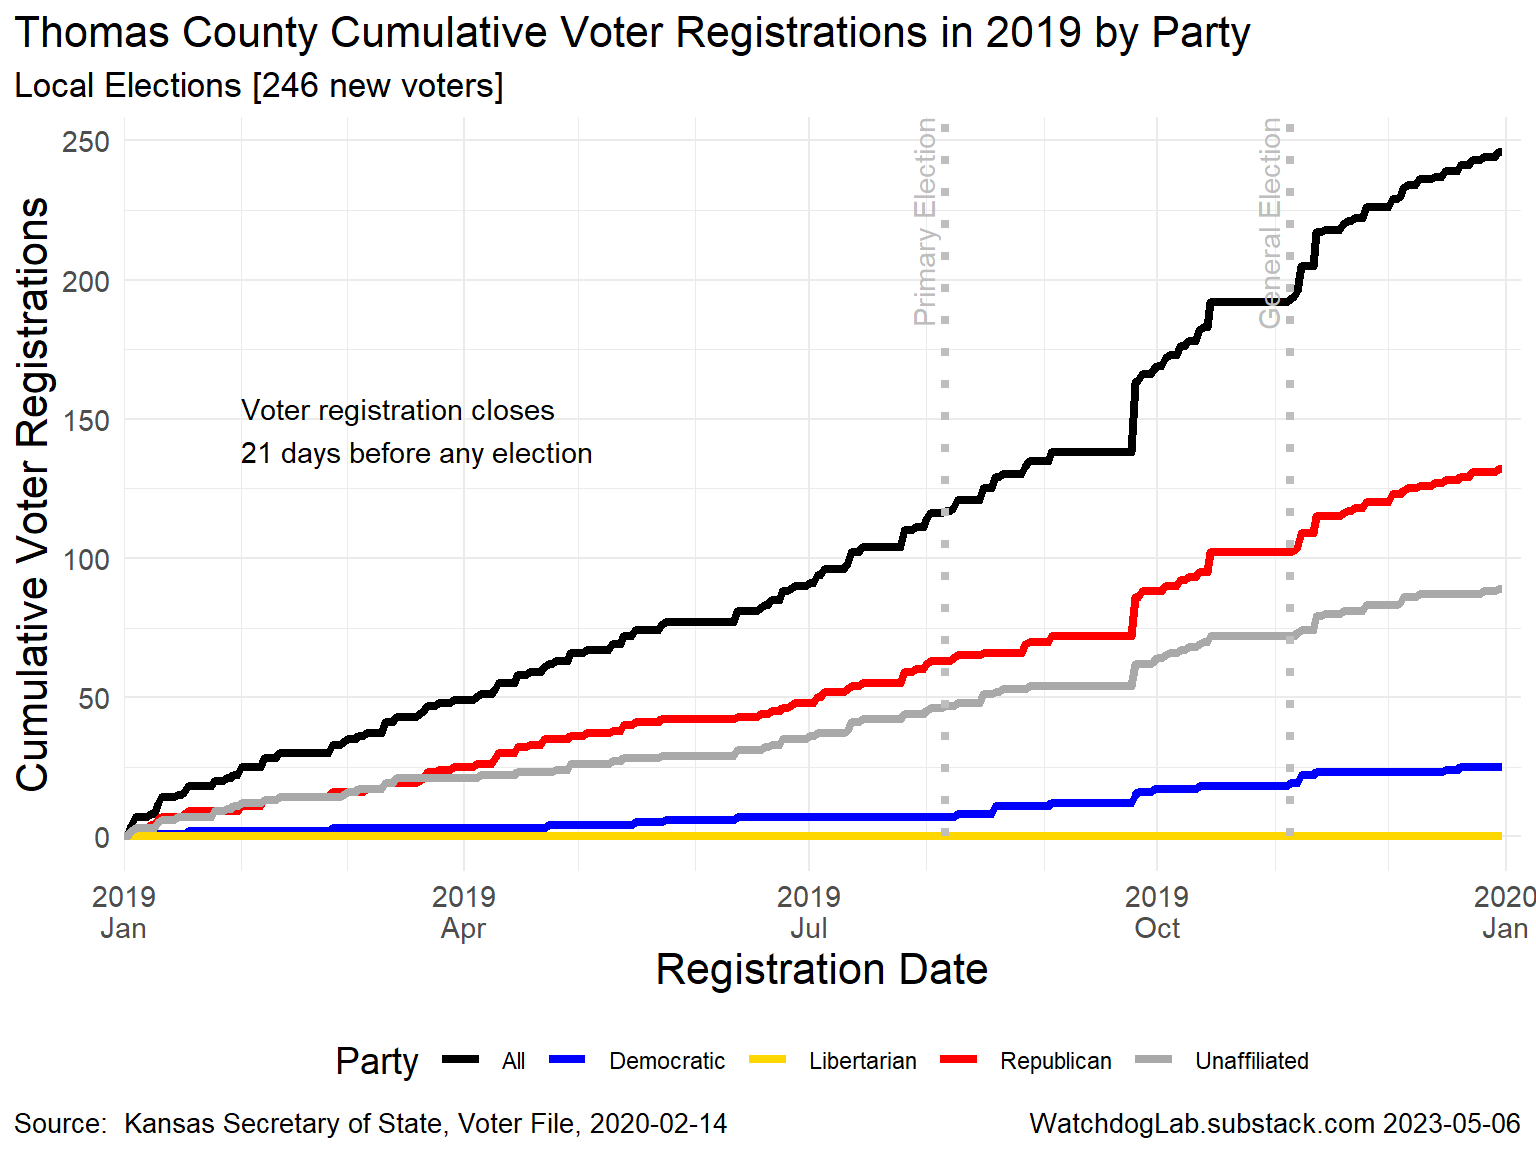 Thomas County Cumulative Voter Registrations in 2019 by Party
Local Elections [246 new voters]
Cumulative Voter Registrations
250
200
150
100
50
0
Primary Election
General Election
Voter registration closes
21 days before any election
2019 2019 2019 2019 2020
Jan Apr Jul Oct Jan
Registration Date
Party All Democratic Libertarian Republican Unaffiliated
Source:  Kansas Secretary of State, Voter File, 2020-02-14
WatchdogLab.substack.com 2023-05-06